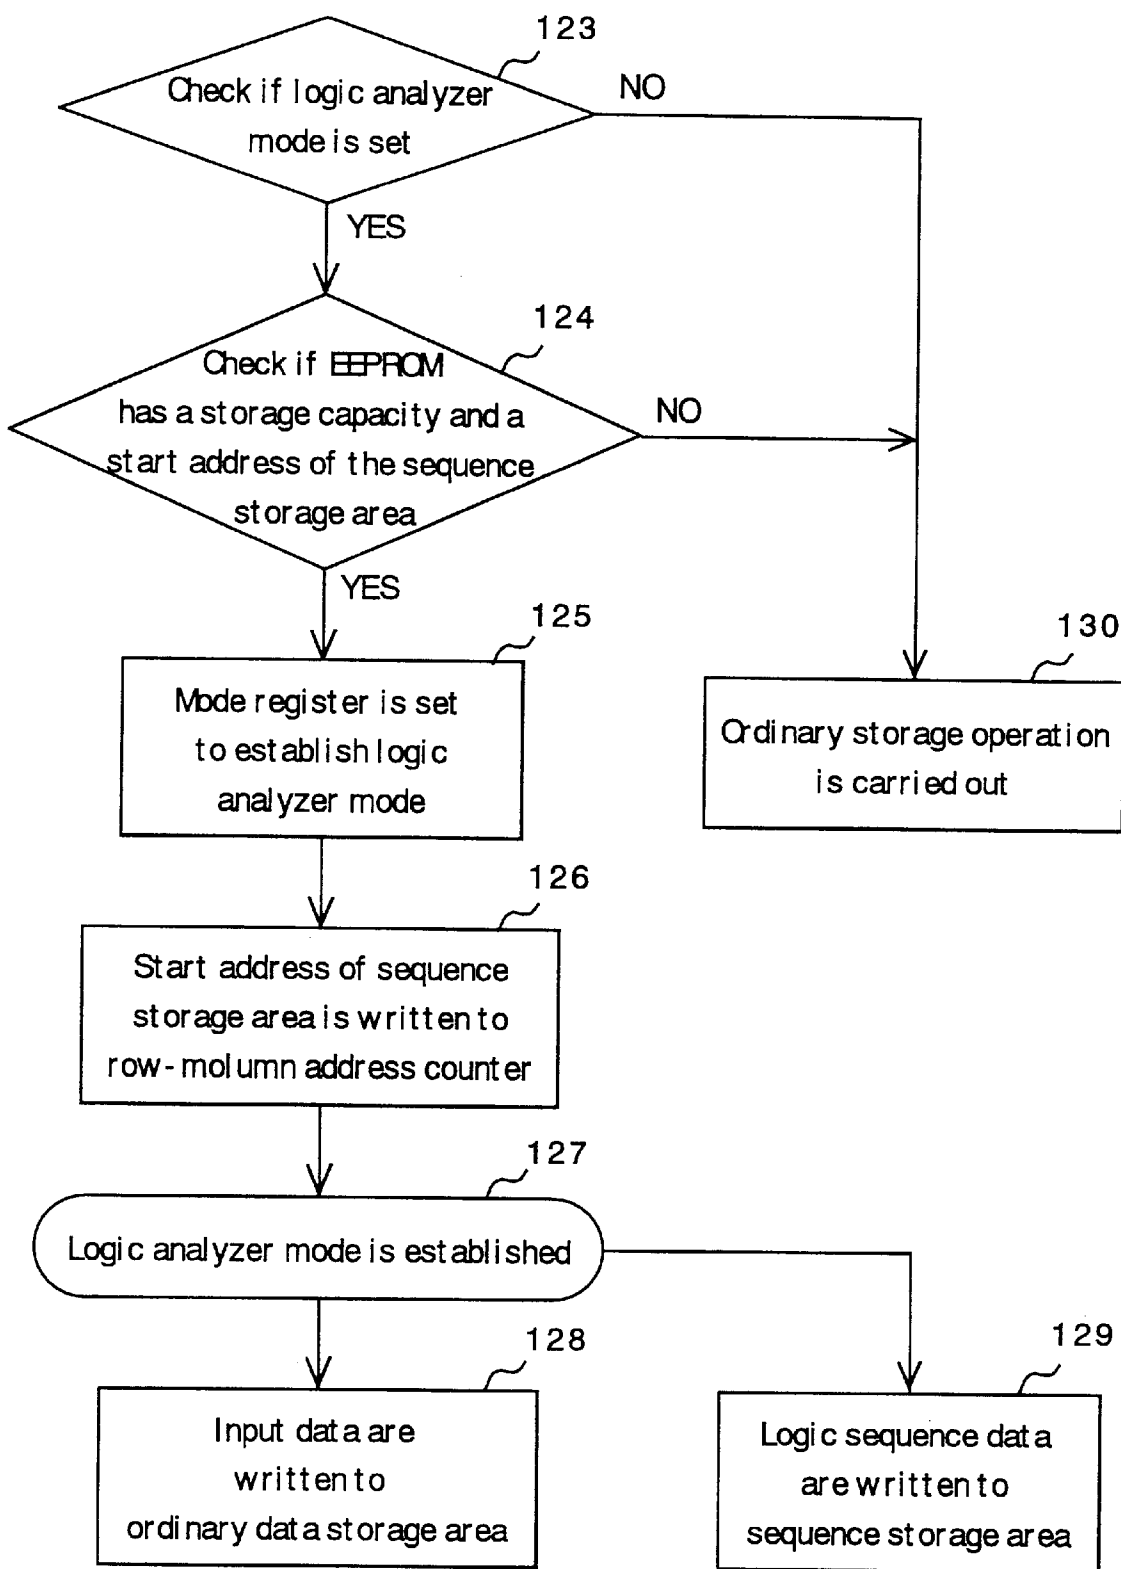 123
Check if logic analyzer
mode is set
NO
YES
124
Check if EEPROM
has a storage capacity and a
start address of the sequence
storage area
NO
YES
125
Mode register is set
to establish logic
analyzer mode
130
Ordinary storage operation
is carried out
126
Start address of sequence
storage area is written to
row-molumn address counter
127
Logic analyzer mode is established
128
Input data are
written to
ordinary data storage area
129
Logic sequence data
are written to
sequence storage area